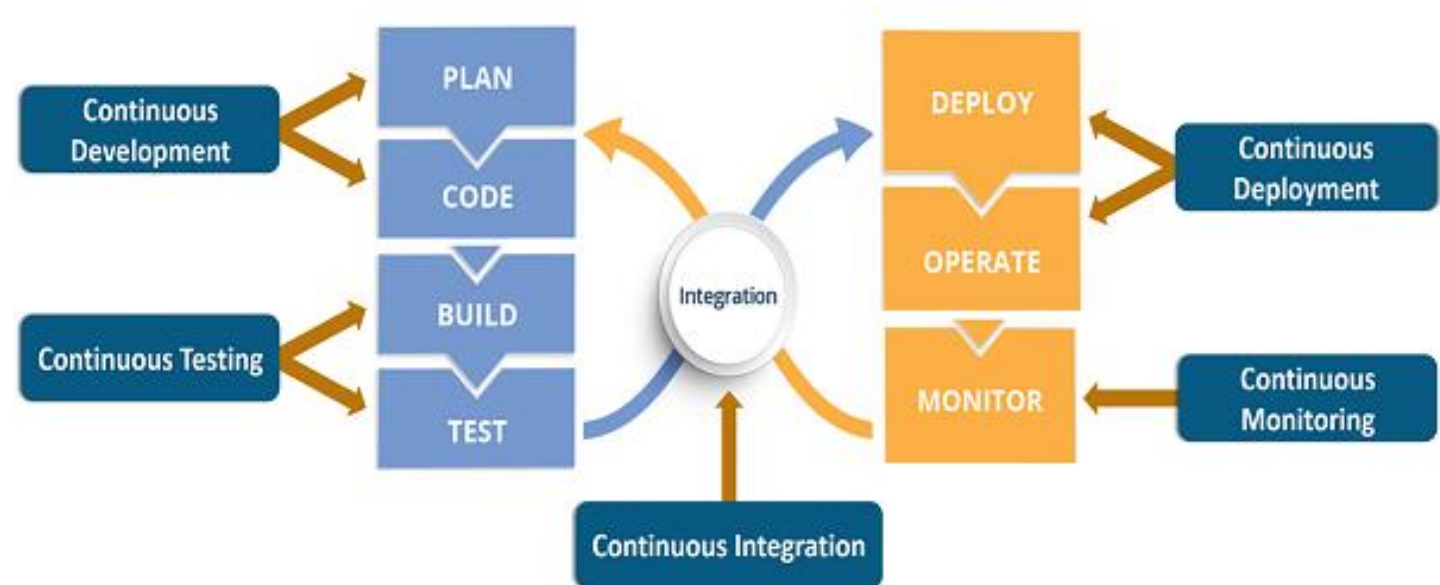 Continuous
Development
Continuous Testing
PLAN
CODE
BUILD
TEST
Integration
Continuous Integration
DEPLOY
OPERATE
MONITOR
Continuous
Deployment
Continuous
Monitoring